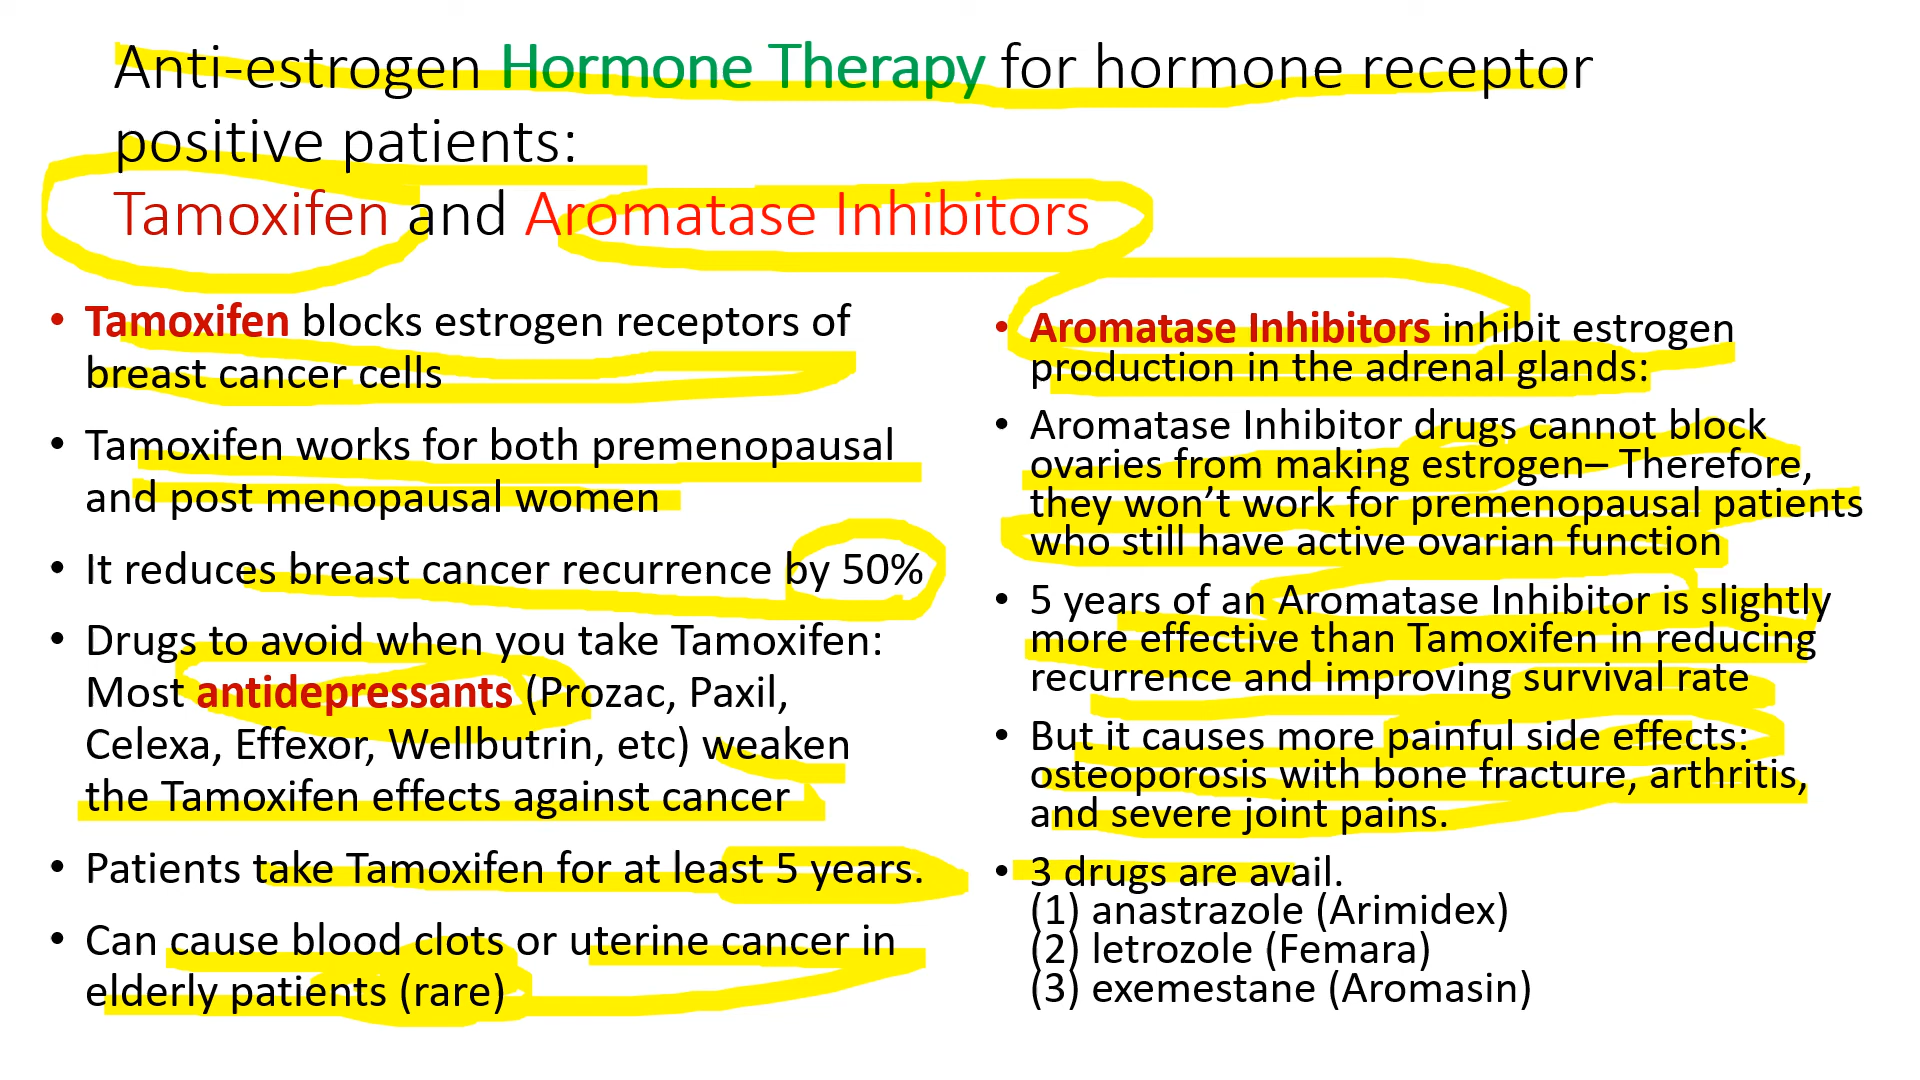 Anti-estrogen Hormone Therapy for hormone receptor
positive patients:
Tamoxifen and Aromatase Inhibitors
• Tamoxifen blocks estrogen receptors of
breast cancer cells
• Tamoxifen works for both premenopausal
and post menopausal women
• It reduces breast cancer recurrence by 50%
• Drugs to avoid when you take Tamoxifen:
Most antidepressants (Prozac, Paxil,
Celexa, Effexor, Wellbutrin, etc) weaken
the Tamoxifen effects against cancer
• Patients take Tamoxifen for at least 5 years.
• Can cause blood clots or uterine cancer in
elderly patients (rare)
• Aromatase Inhibitors inhibit estrogen
production in the adrenal glands:
• Aromatase Inhibitor drugs cannot block
ovaries from making estrogen– Therefore,
they won’t work for premenopausal patients
who still have active ovarian function
• 5 years of an Aromatase Inhibitor is slightly
more effective than Tamoxifen in reducing
recurrence and improving survival rate
• But it causes more painful side effects:
osteoporosis with bone fracture, arthritis,
and severe joint pains.
• 3 drugs are avail.
(1) anastrazole (Arimidex)
(2) letrozole (Femara)
(3) exemestane (Aromasin)